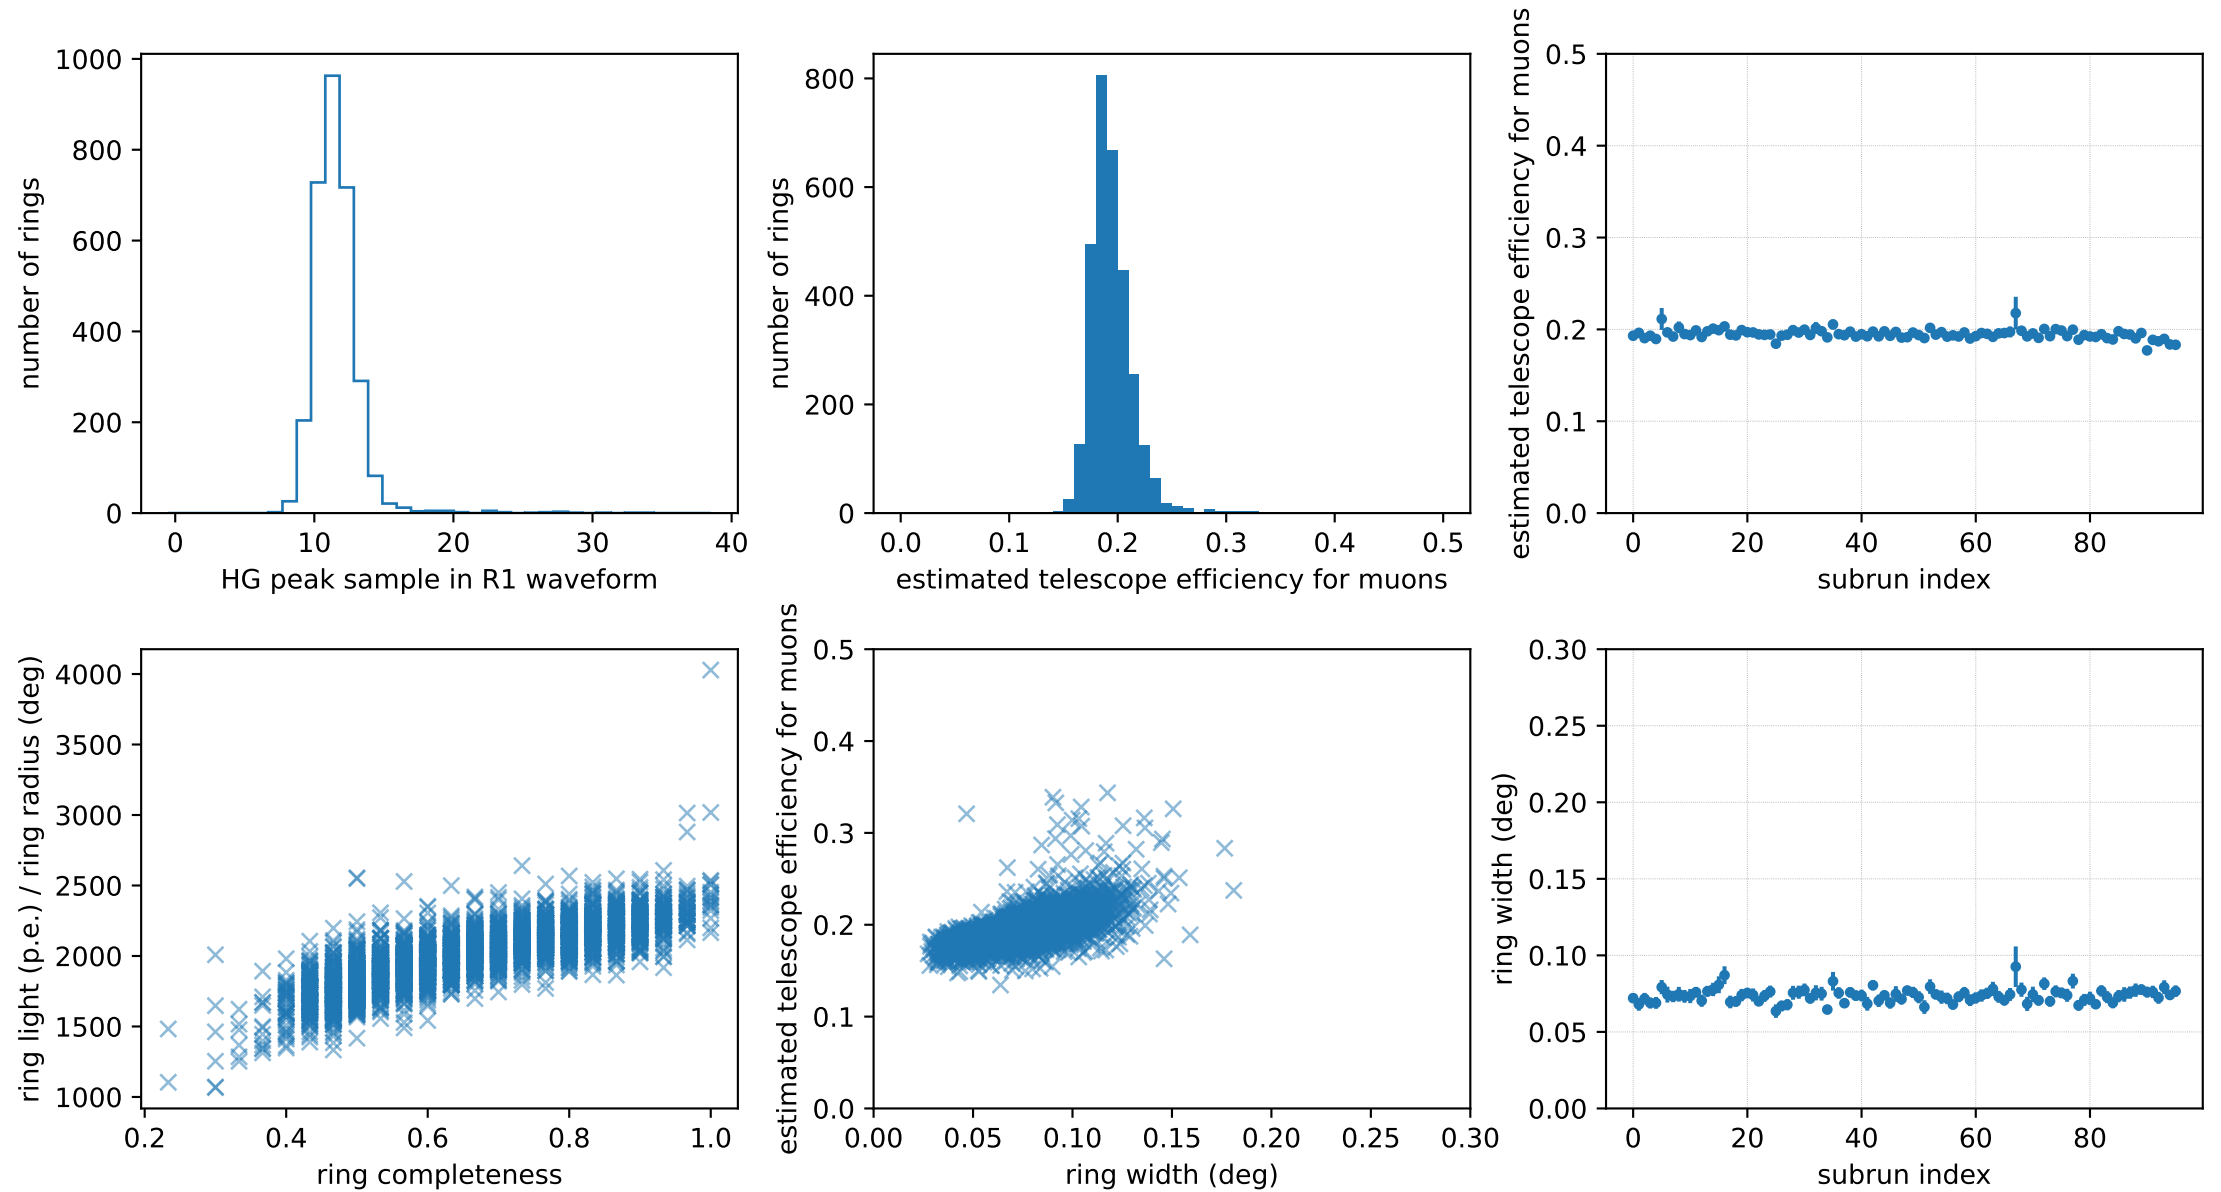 1000
800
600
400
200
0
number of rings
0 10 20 30 40
HG peak sample in R1 waveform
800
600
400
200
0
number of rings
0.0 0.1 0.2 0.3 0.4 0.5
estimated telescope efficiency for muons
0.5
0.4
0.3
0.2
0.1
0.0
estimated telescope efficiency for muons
0 20 40 60 80
subrun index
4000
3500
3000
2500
2000
1500
1000
ring light (p.e.) / ring radius (deg)
0.2 0.4 0.6 0.8 1.0
ring completeness
0.5
0.4
0.3
0.2
0.1
0.0
estimated telescope efficiency for muons
0.00 0.05 0.10 0.15 0.20 0.25 0.30
ring width (deg)
0.30
0.25
0.20
0.15
0.10
0.05
0.00
ring width (deg)
0 20 40 60 80
subrun index